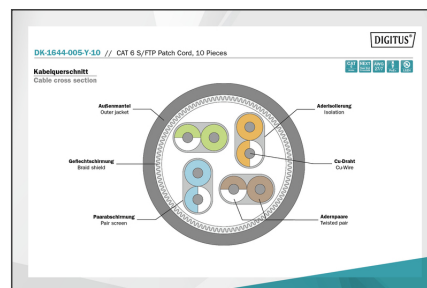 DIGITUS®
DK-1644-005-Y-10 // CAT 6 S/FTP Patch Cord, 10 Pieces
Kabelquerschnitt
Cable cross section
Außenmantel
Outer jacket
Aderisolierung
Isolation
Geflechtschirmung
Braid shield
Cu-Draht
Cu-Wire
Paarabschirmung
Pair screen
Adernpaare
Twisted pair